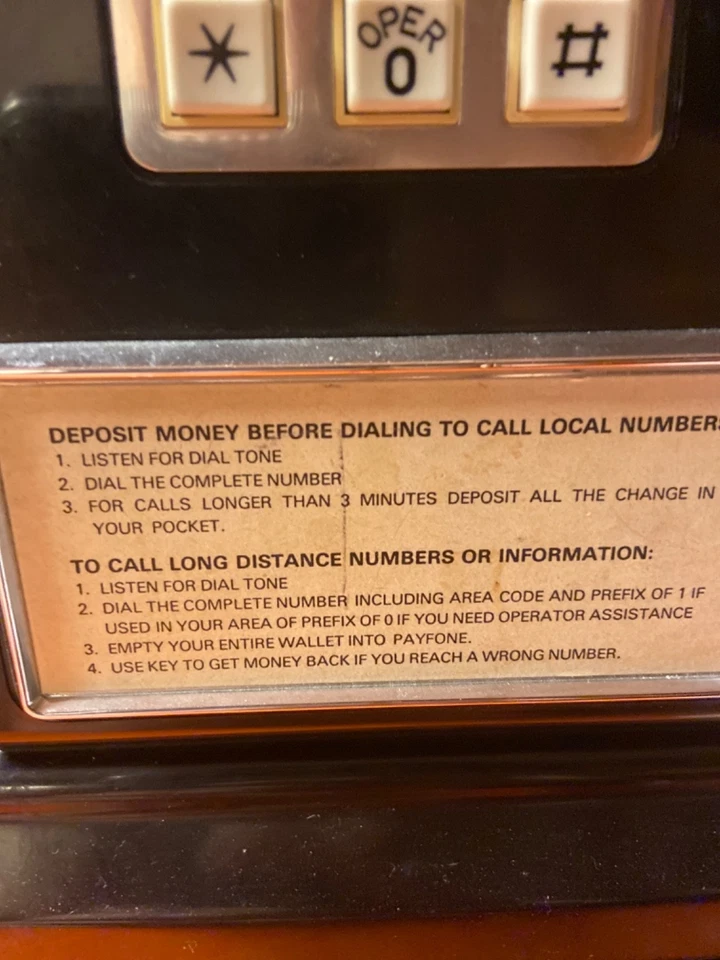 *
OPER
0
#
DEPOSIT MONEY BEFORE DIALING TO CALL LOCAL NUMBERS
1. LISTEN FOR DIAL TONE
2. DIAL THE COMPLETE NUMBER
3. FOR CALLS LONGER THAN 3 MINUTES DEPOSIT ALL THE CHANGE IN
YOUR POCKET.
TO CALL LONG DISTANCE NUMBERS OR INFORMATION:
1. LISTEN FOR DIAL TONE
2. DIAL THE COMPLETE NUMBER INCLUDING AREA CODE AND PREFIX OF 1 IF
USED IN YOUR AREA OF PREFIX OF 0 IF YOU NEED OPERATOR ASSISTANCE
3. EMPTY YOUR ENTIRE WALLET INTO PAYFONE.
4. USE KEY TO GET MONEY BACK IF YOU REACH A WRONG NUMBER.